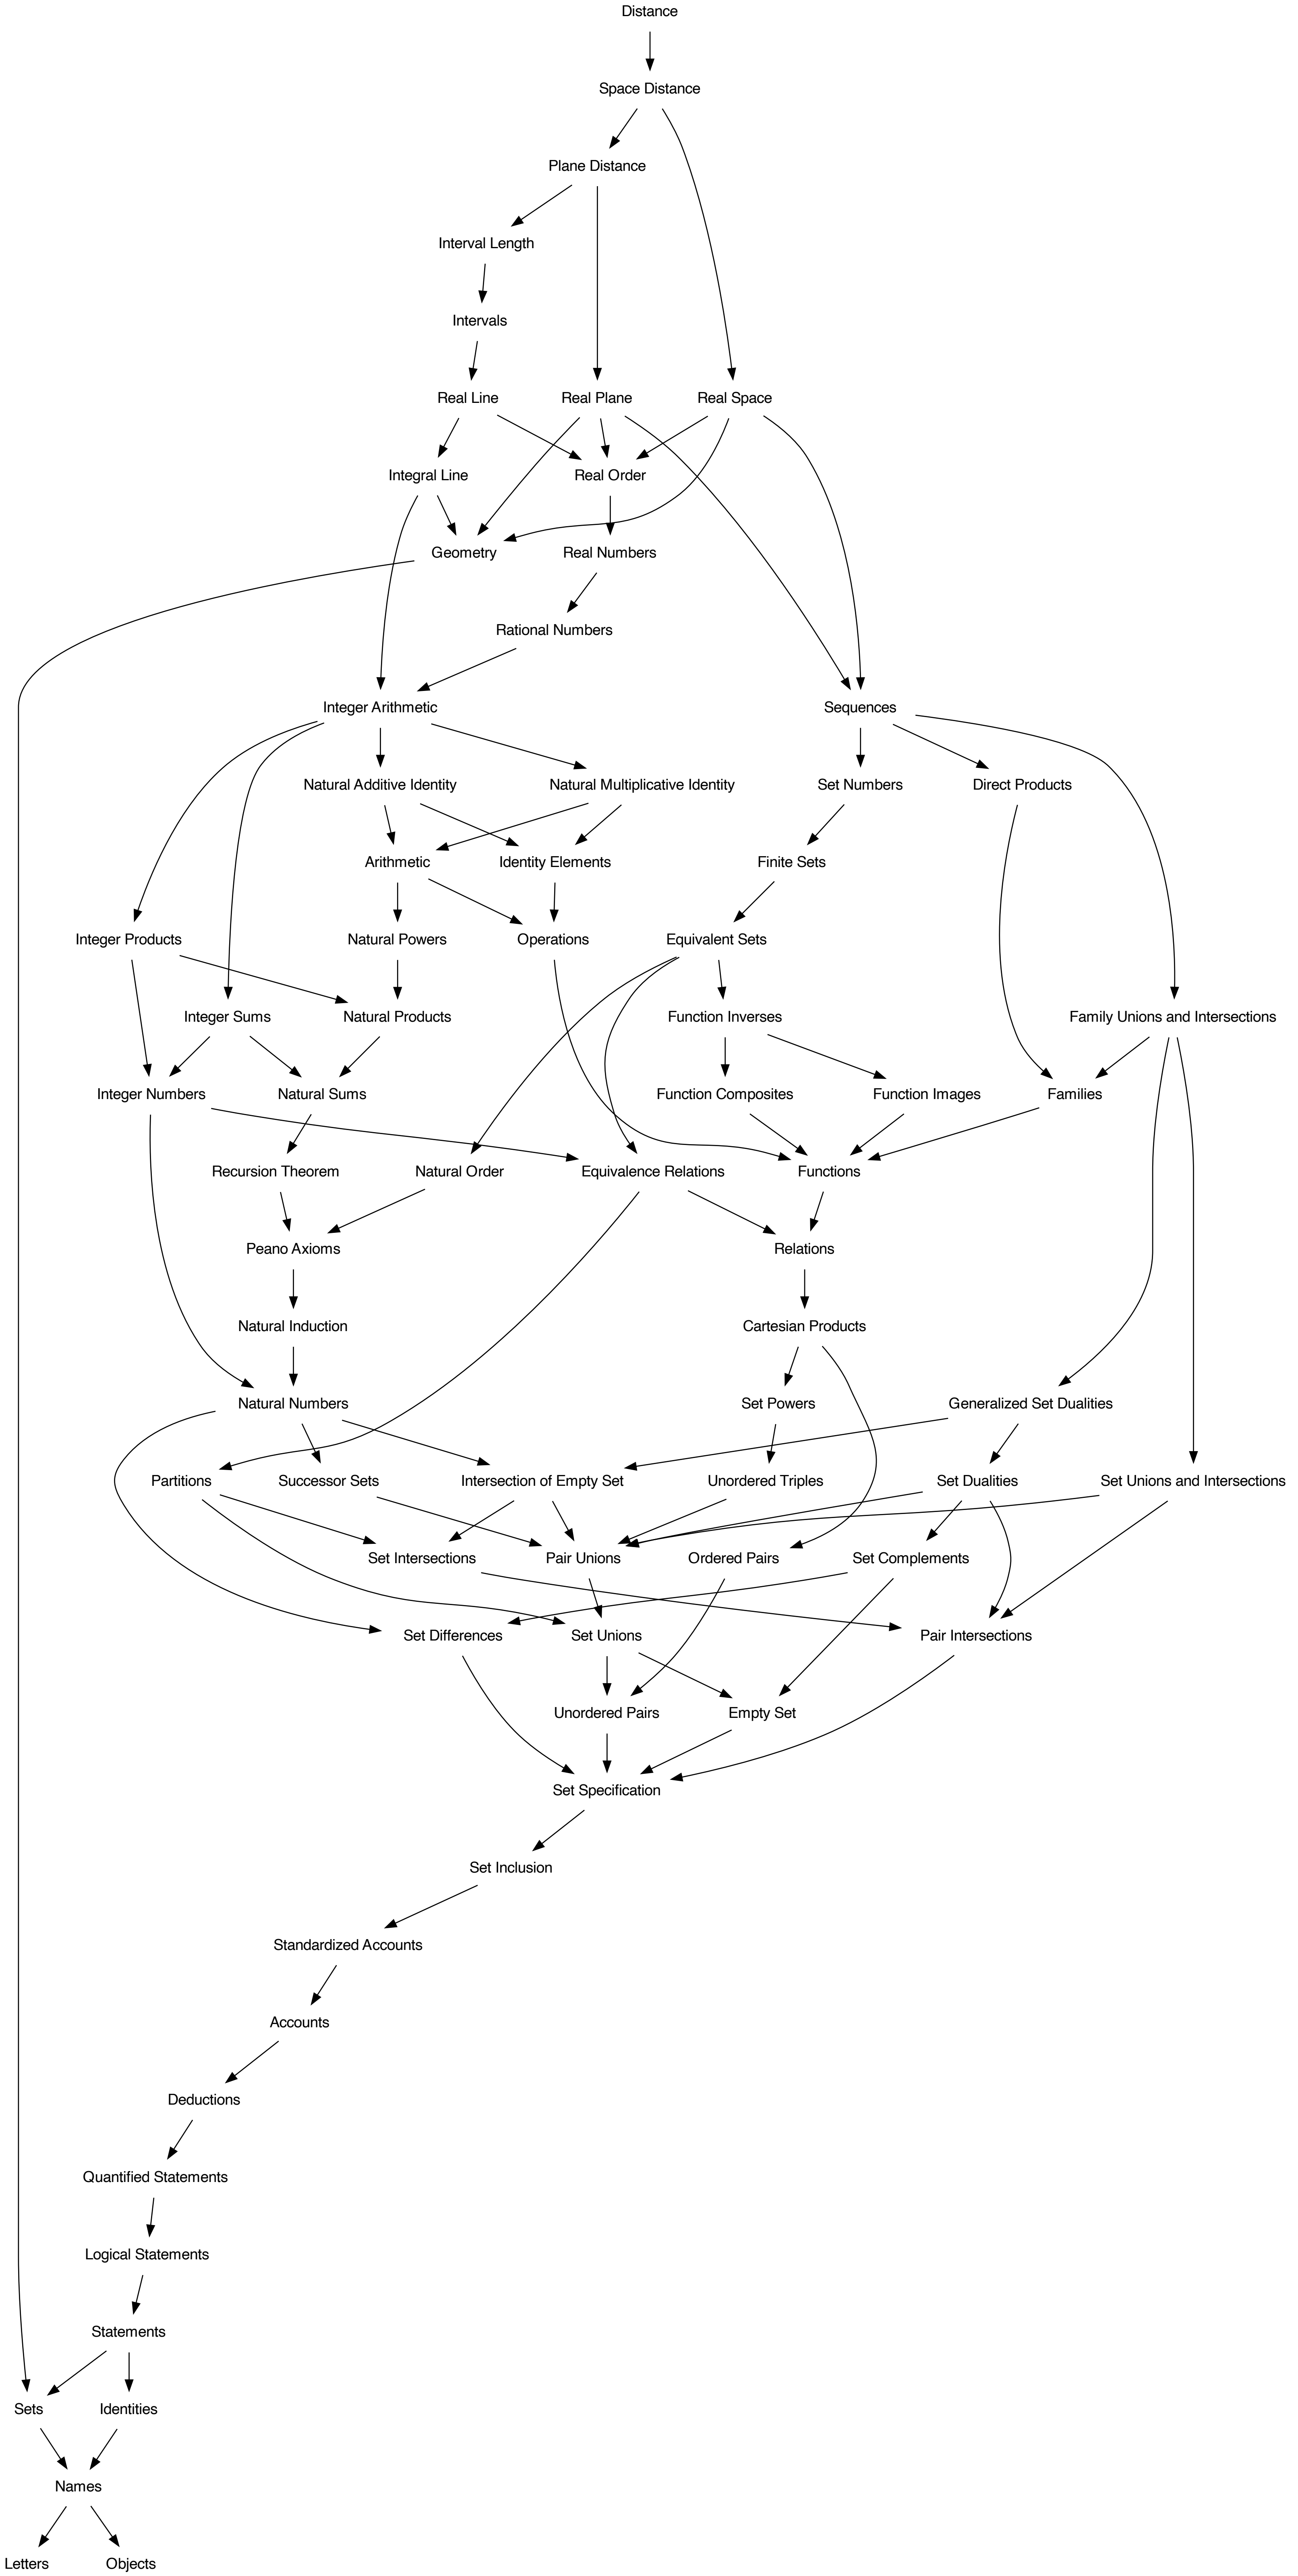 Distance
Space Distance
Plane Distance
Interval Length
Intervals
Real Line
Real Plane
Real Space
Integral Line
Real Order
Geometry
Real Numbers
Rational Numbers
Integer Arithmetic
Sequences
Natural Additive Identity
Natural Multiplicative Identity
Set Numbers
Direct Products
Arithmetic
Identity Elements
Finite Sets
Integer Products
Natural Powers
Operations
Equivalent Sets
Integer Sums
Natural Products
Function Inverses
Family Unions and Intersections
Integer Numbers
Natural Sums
Function Composites
Function Images
Families
Recursion Theorem
Natural Order
Equivalence Relations
Functions
Peano Axioms
Relations
Natural Induction
Cartesian Products
Natural Numbers
Set Powers
Generalized Set Dualities
Partitions
Successor Sets
Intersection of Empty Set
Unordered Triples
Set Dualities
Set Unions and Intersections
Set Intersections
Pair Unions
Ordered Pairs
Set Complements
Set Differences
Set Unions
Pair Intersections
Unordered Pairs
Empty Set
Set Specification
Set Inclusion
Standardized Accounts
Accounts
Deductions
Quantified Statements
Logical Statements
Statements
Sets
Identities
Names
Letters
Objects